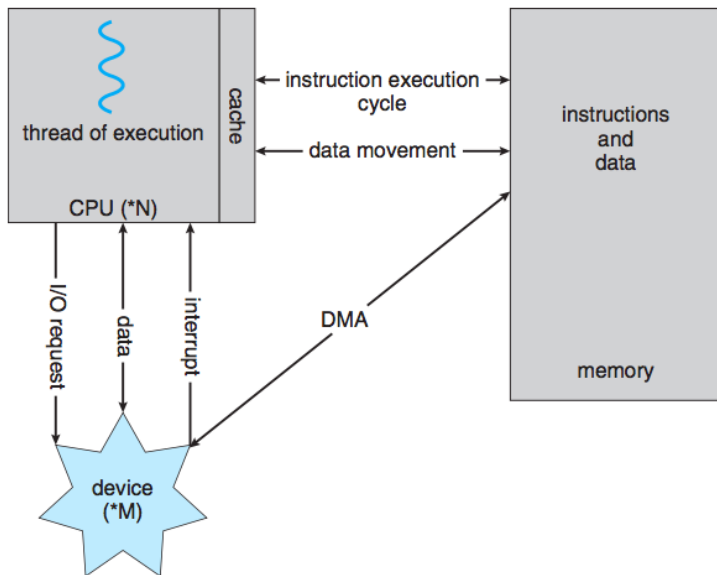 thread of execution
cache
CPU (*N)
instruction execution
cycle
data movement
instructions
and
data
I/O request
data
interrupt
DMA
memory
device
(*M)